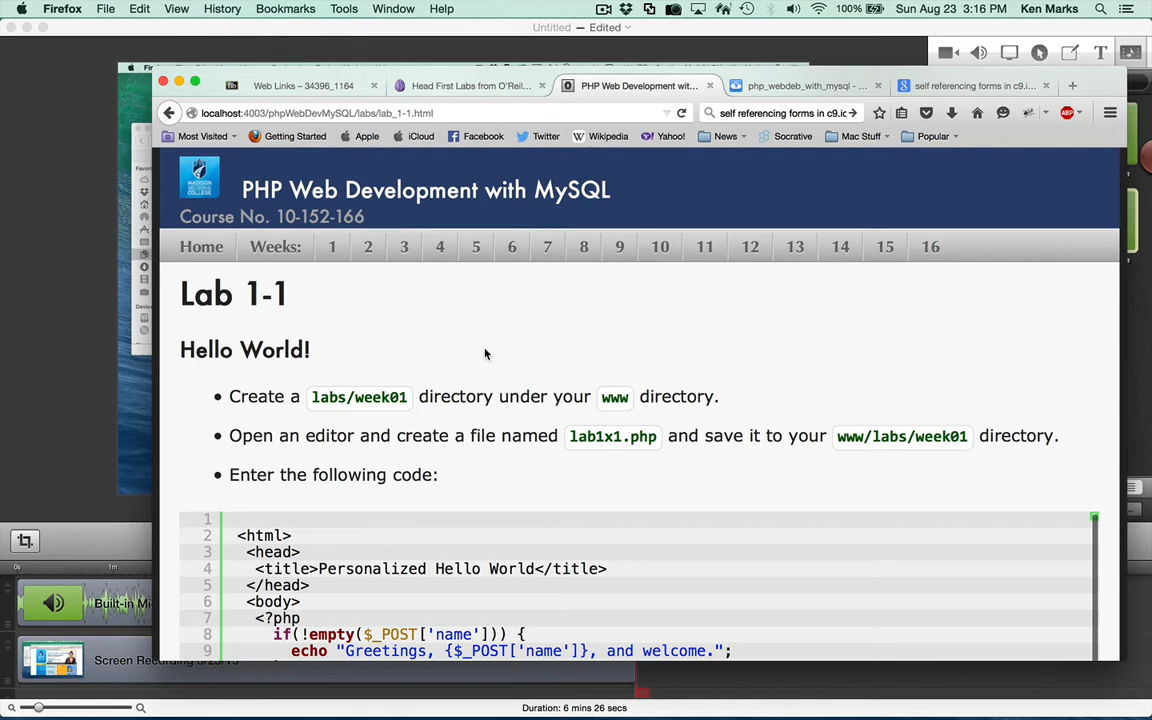 Firefox File Edit View History Bookmarks Tools Window Help 100% Sun Aug 23 3:16 PM Ken Marks
Untitled — Edited
Web Links – 34396_1164 Head First Labs from O'Reil... PHP Web Development wit... php_webdeb_with_mysql - ... self referencing forms in c9.i...
localhost:4003/phpWebDevMySQL/labs/lab_1-1.html self referencing forms in c9.ic ABP
Most Visited Getting Started Apple iCloud Facebook Twitter Wikipedia Yahoo! News Socrative Mac Stuff Popular
PHP Web Development with MySQL
Course No. 10-152-166
Home Weeks: 1 2 3 4 5 6 7 8 9 10 11 12 13 14 15 16
Lab 1-1
Hello World!
• Create a labs/week01 directory under your www directory.
• Open an editor and create a file named lab1x1.php and save it to your www/labs/week01 directory.
• Enter the following code:
1
2 <html>
3 <head>
4 <title>Personalized Hello World</title>
5 </head>
6 <body>
7 <?php
8 if(!empty($_POST['name'])) {
9 echo "Greetings, {$_POST['name']}, and welcome.";
0s 1m
Built-in Mi
Screen Recording 8/23/15
Duration: 6 mins 26 secs